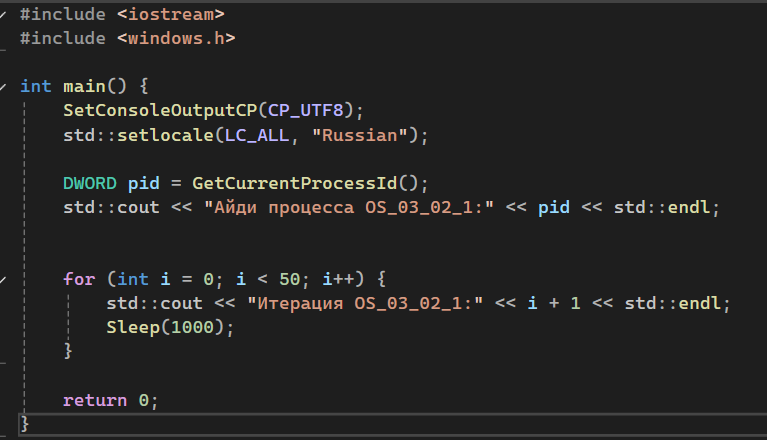 #include <iostream>
#include <windows.h>
int main() {
SetConsoleOutputCP(CP_UTF8);
std::setlocale(LC_ALL, "Russian");
DWORD pid = GetCurrentProcessId();
std::cout << "Айди процесса OS_03_02_1:" << pid << std::endl;
for (int i = 0; i < 50; i++) {
std::cout << "Итерация OS_03_02_1:" << i + 1 << std::endl;
Sleep(1000);
}
return 0;
}